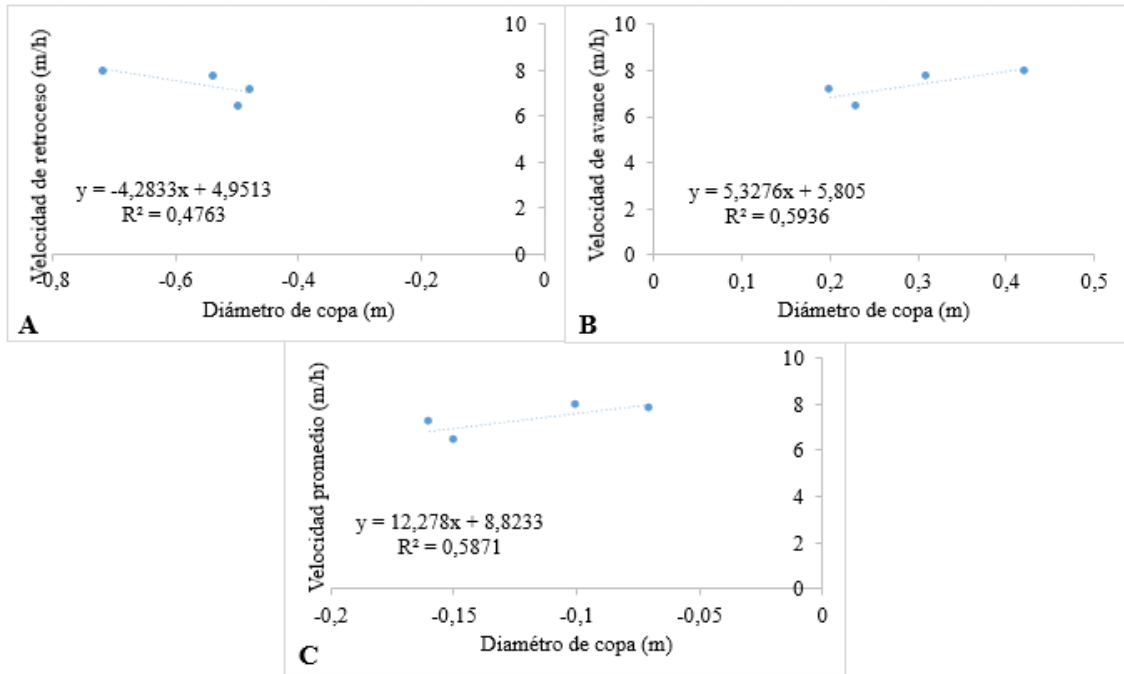 Velocidad de retroceso (m/h)
10
8
6
4
2
0
y = -4,2833x + 4,9513
R² = 0,4763
-0,8
-0,6
-0,4
-0,2
0
Diámetro de copa (m)
A
Velocidad de avance (m/h)
10
8
6
4
2
0
y = 5,3276x + 5,805
R² = 0,5936
0
0,1
0,2
0,3
0,4
0,5
Diámetro de copa (m)
B
Velocidad promedio (m/h)
10
8
6
4
2
0
y = 12,278x + 8,8233
R² = 0,5871
-0,2
-0,15
-0,1
-0,05
0
Diamétro de copa (m)
C